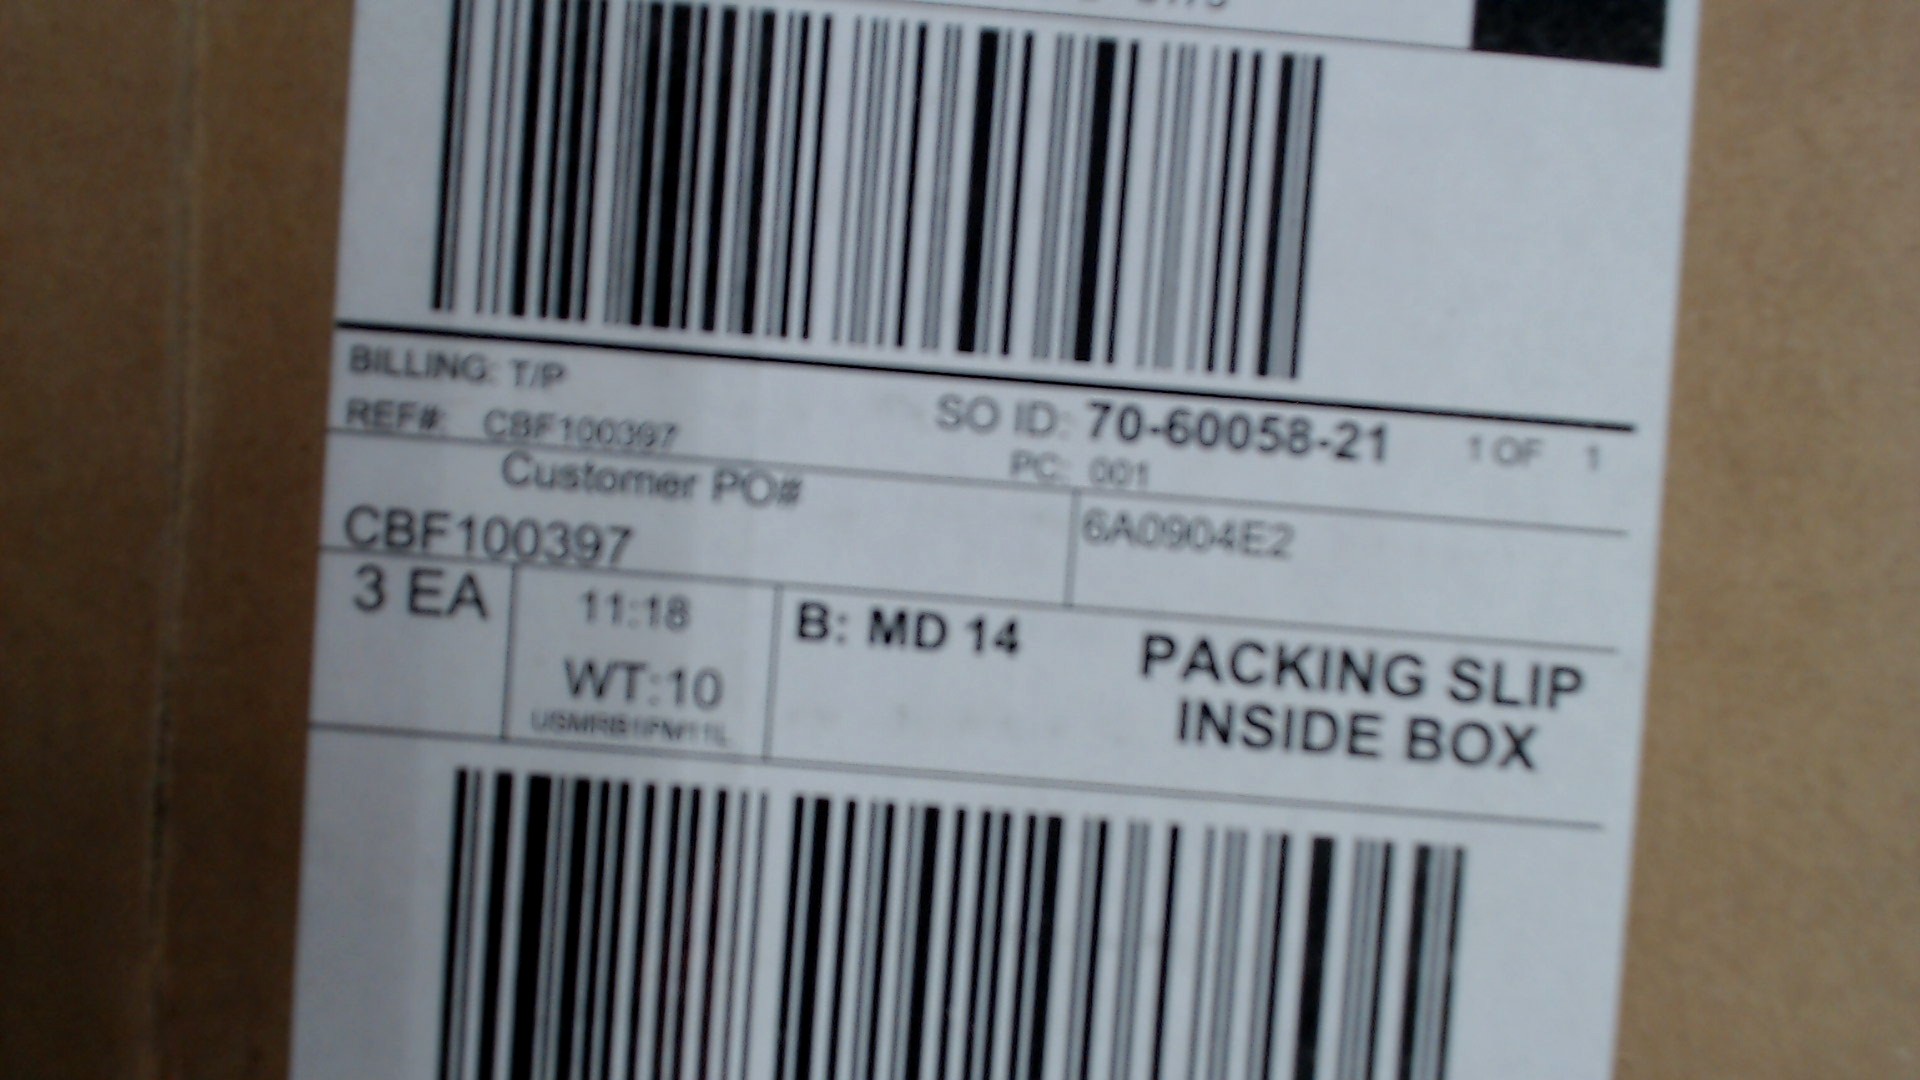 BILLING: T/P
REF#: CBF100397
SO ID: 70-60058-21
1 OF 1
PC: 001
Customer PO#
CBF100397
6A0904E2
3 EA
11:18
WT:10
B: MD 14
PACKING SLIP
INSIDE BOX